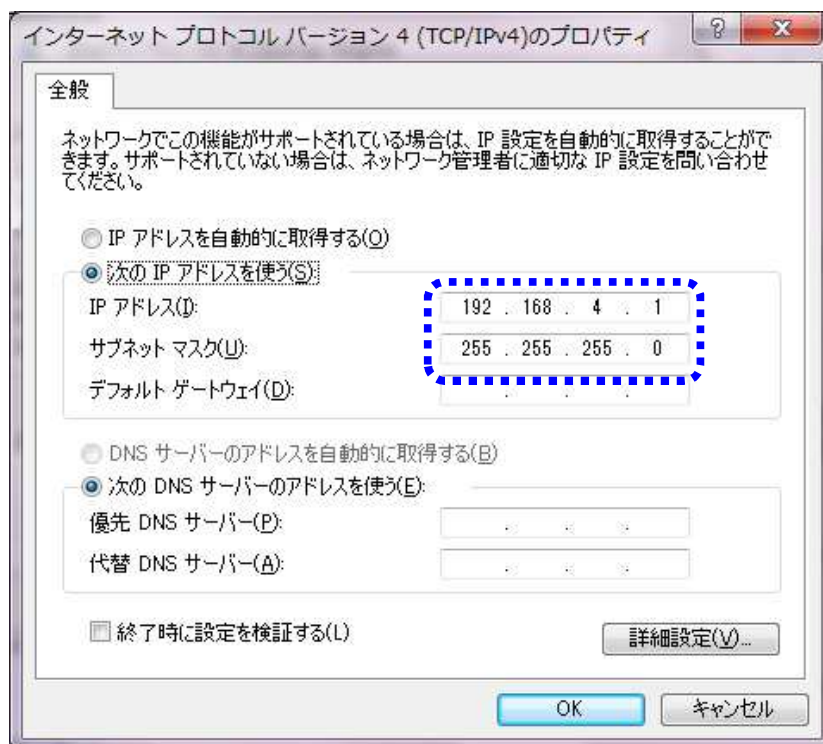 インターネット プロトコル バージョン 4 (TCP/IPv4)のプロパティ
?
全般
ネットワークでこの機能がサポートされている場合は、IP 設定を自動的に取得することがで
きます。サポートされていない場合は、ネットワーク管理者に適切な IP 設定を問い合わせ
てください。
IP アドレスを自動的に取得する(O)
次の IP アドレスを使う(S):
IP アドレス(I): 192 . 168 . 4 . 1
サブネット マスク(U): 255 . 255 . 255 . 0
デフォルト ゲートウェイ(D): . . .
DNS サーバーのアドレスを自動的に取得する(B)
次の DNS サーバーのアドレスを使う(E):
優先 DNS サーバー(P): . . .
代替 DNS サーバー(A): . . .
終了時に設定を検証する(L)
詳細設定(V)...
OK キャンセル